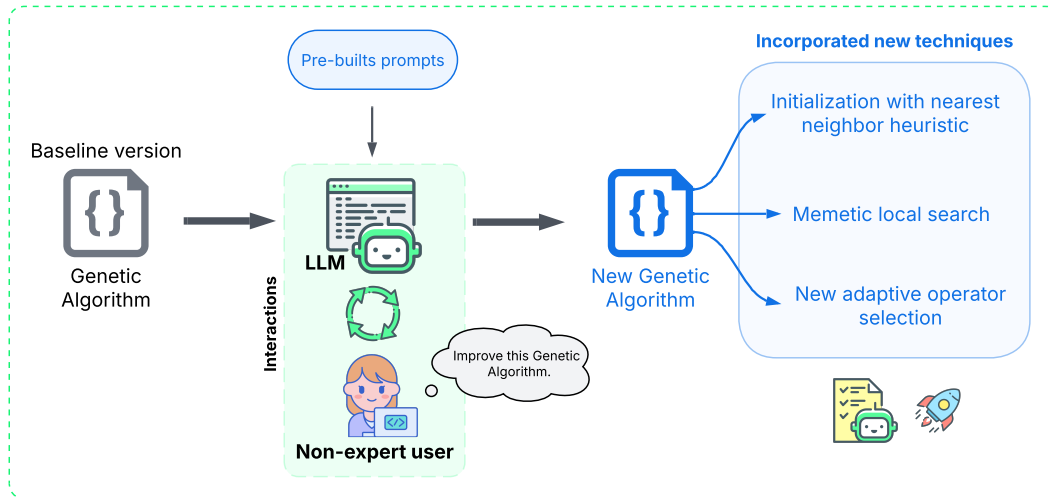 Incorporated new techniques
Pre-builts prompts
Initialization with nearest
neighbor heuristic
Baseline version
{}
Genetic
Algorithm
LLM
Interactions
Improve this Genetic
Algorithm.
</>
Non-expert user
{}
New Genetic
Algorithm
Memetic local search
New adaptive operator
selection